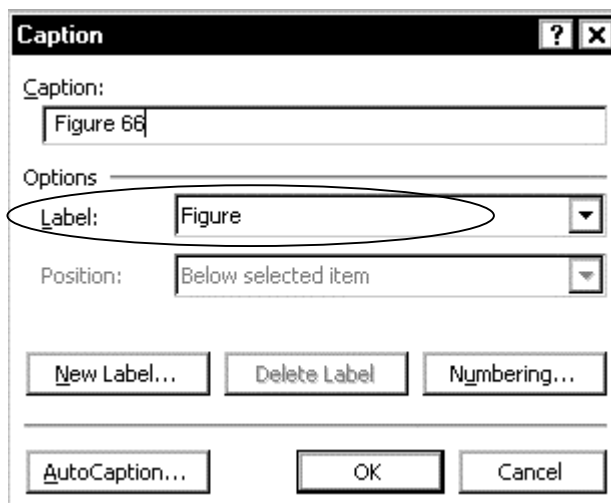 Caption
Caption:
Figure 66
Options
Label: Figure
Position: Below selected item
New Label... Delete Label Numbering...
AutoCaption... OK Cancel